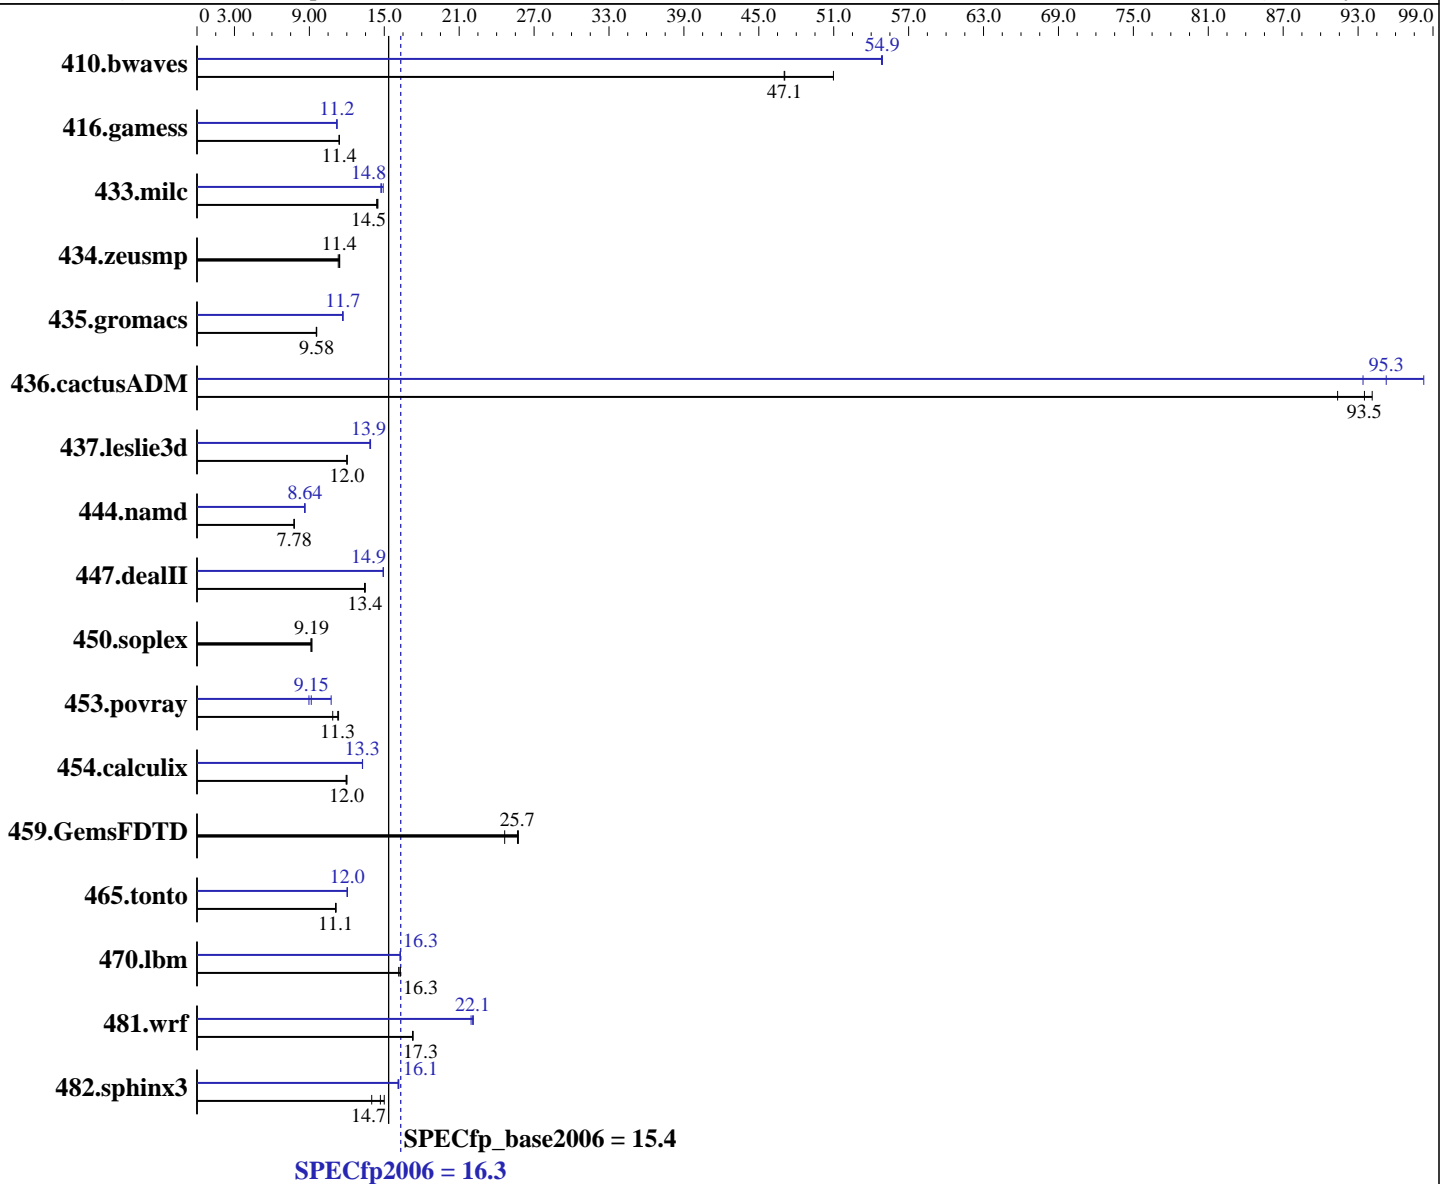 0 3.00 9.00 15.0 21.0 27.0 33.0 39.0 45.0 51.0 57.0 63.0 69.0 75.0 81.0 87.0 93.0 99.0
54.9
410.bwaves
47.1
11.2
416.gamess
11.4
14.8
433.milc
14.5
11.4
434.zeusmp
11.7
435.gromacs
9.58
95.3
436.cactusADM
93.5
13.9
437.leslie3d
12.0
8.64
444.namd
7.78
14.9
447.dealII
13.4
9.19
450.soplex
9.15
453.povray
11.3
13.3
454.calculix
12.0
25.7
459.GemsFDTD
12.0
465.tonto
11.1
16.3
470.lbm
16.3
22.1
481.wrf
17.3
16.1
482.sphinx3
14.7
SPECfp_base2006 = 15.4
SPECfp2006 = 16.3